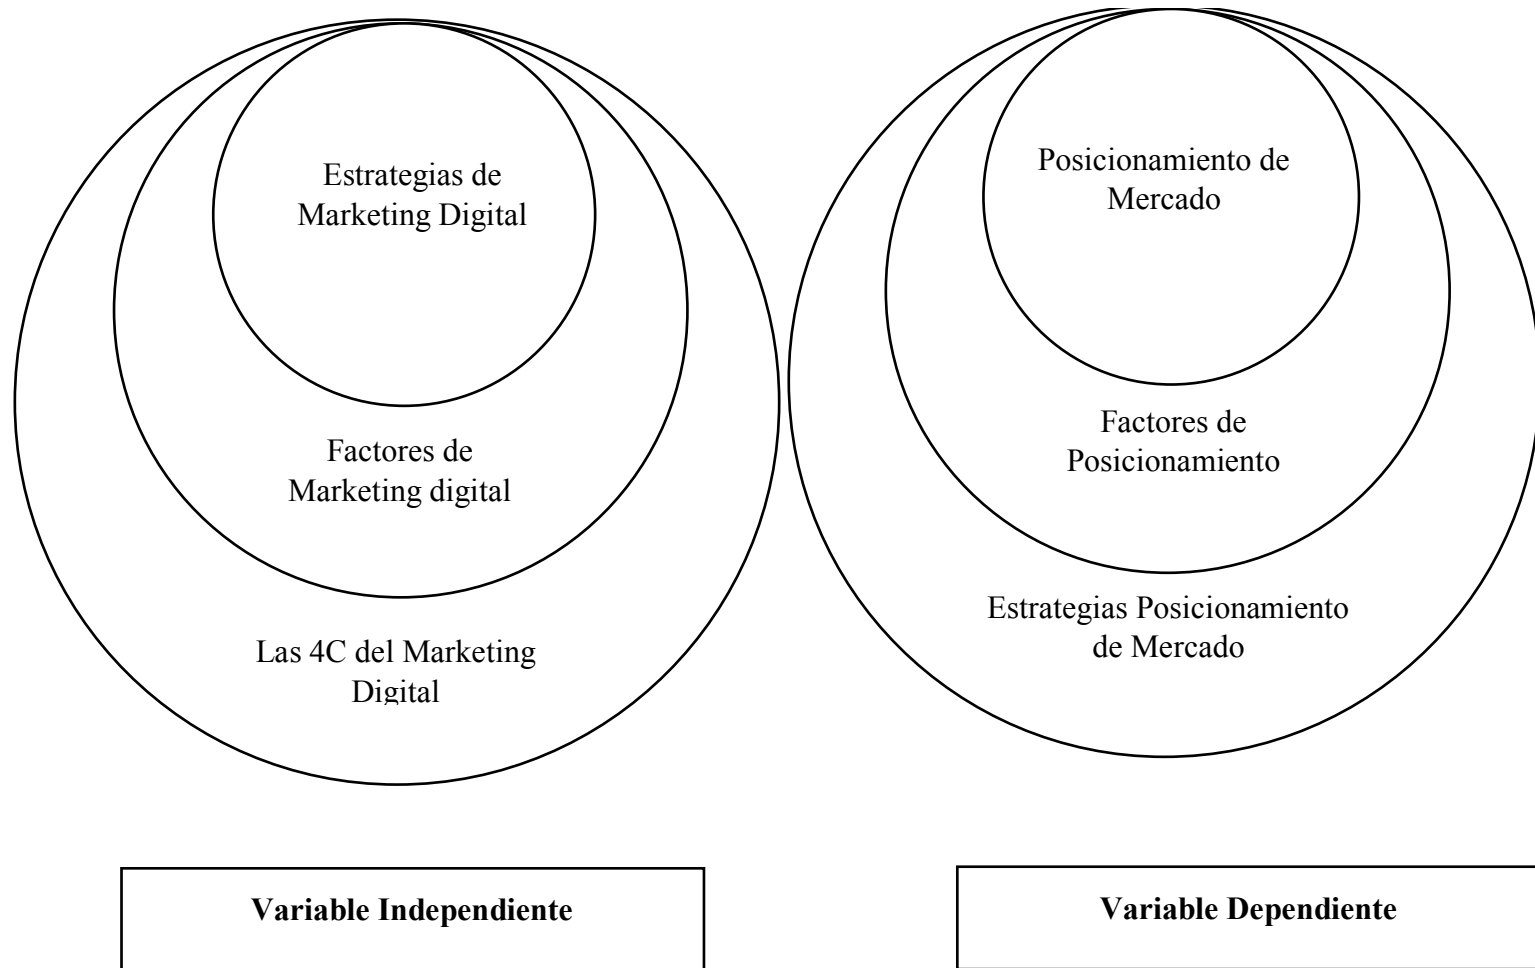 Estrategias de
Marketing Digital
Factores de
Marketing digital
Las 4C del Marketing
Digital
Variable Independiente
Posicionamiento de
Mercado
Factores de
Posicionamiento
Estrategias Posicionamiento
de Mercado
Variable Dependiente